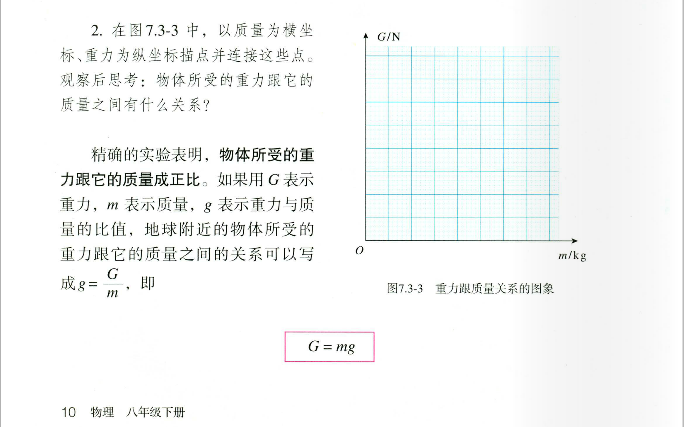 2. 在图7.3-3 中，以质量为横坐
标、重力为纵坐标描点并连接这些点。
观察后思考：物体所受的重力跟它的
质量之间有什么关系？
精确的实验表明，物体所受的重
力跟它的质量成正比。如果用 G 表示
重力，m 表示质量，g 表示重力与质
量的比值，地球附近的物体所受的
重力跟它的质量之间的关系可以写
成 g = G/m，即
G = mg
G/N
O
m/kg
图7.3-3 重力跟质量关系的图象
10 物理 八年级下册